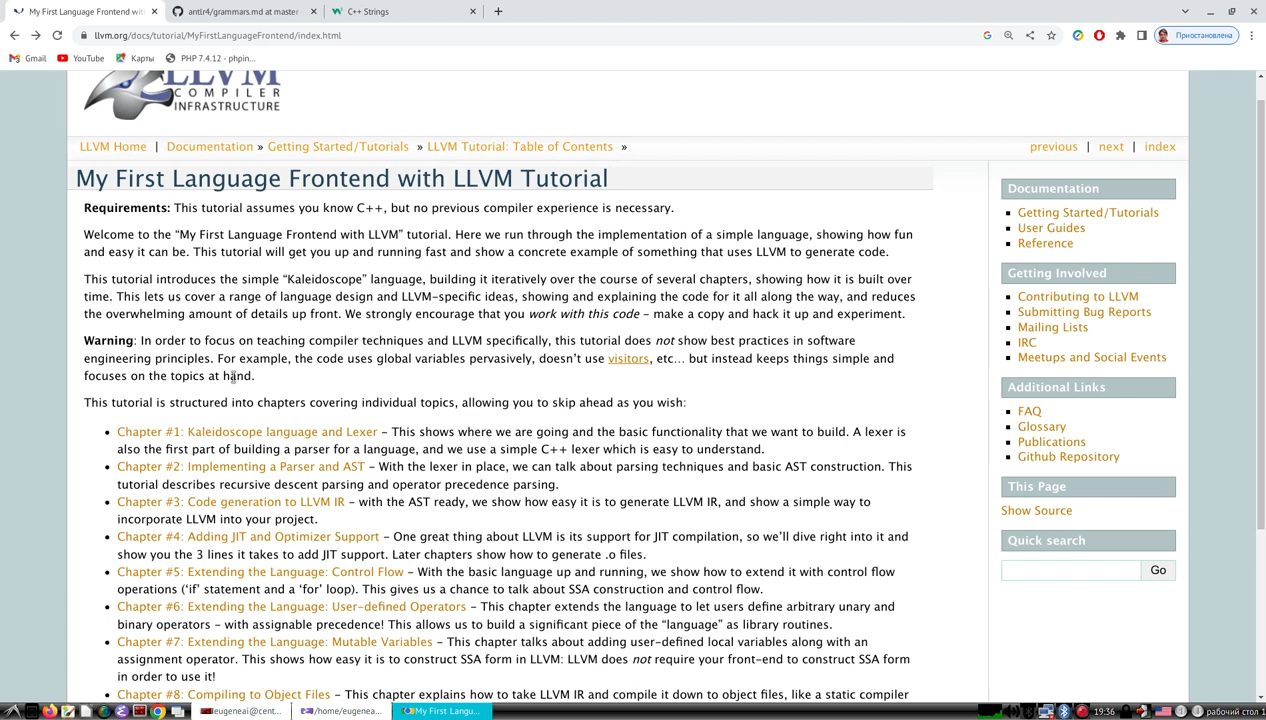 My First Language Frontend with
antlr4/grammars.md at master
C++ Strings
llvm.org/docs/tutorial/MyFirstLanguageFrontend/index.html
Приостановлена
Gmail
YouTube
Карты
PHP 7.4.12 - phpin...
LLVM
COMPILER
INFRASTRUCTURE
LLVM Home | Documentation » Getting Started/Tutorials » LLVM Tutorial: Table of Contents »
previous | next | index
My First Language Frontend with LLVM Tutorial
Requirements: This tutorial assumes you know C++, but no previous compiler experience is necessary.
Welcome to the “My First Language Frontend with LLVM” tutorial. Here we run through the implementation of a simple language, showing how fun
and easy it can be. This tutorial will get you up and running fast and show a concrete example of something that uses LLVM to generate code.
This tutorial introduces the simple “Kaleidoscope” language, building it iteratively over the course of several chapters, showing how it is built over
time. This lets us cover a range of language design and LLVM-specific ideas, showing and explaining the code for it all along the way, and reduces
the overwhelming amount of details up front. We strongly encourage that you work with this code – make a copy and hack it up and experiment.
Warning: In order to focus on teaching compiler techniques and LLVM specifically, this tutorial does not show best practices in software
engineering principles. For example, the code uses global variables pervasively, doesn’t use visitors, etc… but instead keeps things simple and
focuses on the topics at hand.
This tutorial is structured into chapters covering individual topics, allowing you to skip ahead as you wish:
Chapter #1: Kaleidoscope language and Lexer – This shows where we are going and the basic functionality that we want to build. A lexer is
also the first part of building a parser for a language, and we use a simple C++ lexer which is easy to understand.
Chapter #2: Implementing a Parser and AST – With the lexer in place, we can talk about parsing techniques and basic AST construction. This
tutorial describes recursive descent parsing and operator precedence parsing.
Chapter #3: Code generation to LLVM IR – with the AST ready, we show how easy it is to generate LLVM IR, and show a simple way to
incorporate LLVM into your project.
Chapter #4: Adding JIT and Optimizer Support – One great thing about LLVM is its support for JIT compilation, so we’ll dive right into it and
show you the 3 lines it takes to add JIT support. Later chapters show how to generate .o files.
Chapter #5: Extending the Language: Control Flow – With the basic language up and running, we show how to extend it with control flow
operations (‘if’ statement and a ‘for’ loop). This gives us a chance to talk about SSA construction and control flow.
Chapter #6: Extending the Language: User-defined Operators – This chapter extends the language to let users define arbitrary unary and
binary operators – with assignable precedence! This allows us to build a significant piece of the “language” as library routines.
Chapter #7: Extending the Language: Mutable Variables – This chapter talks about adding user-defined local variables along with an
assignment operator. This shows how easy it is to construct SSA form in LLVM: LLVM does not require your front-end to construct SSA form
in order to use it!
Chapter #8: Compiling to Object Files – This chapter explains how to take LLVM IR and compile it down to object files, like a static compiler
Documentation
Getting Started/Tutorials
User Guides
Reference
Getting Involved
Contributing to LLVM
Submitting Bug Reports
Mailing Lists
IRC
Meetups and Social Events
Additional Links
FAQ
Glossary
Publications
Github Repository
This Page
Show Source
Quick search
Go
eugeneai@cent...
/home/eugenea...
My First Langu...
19:36
рабочий стол 1